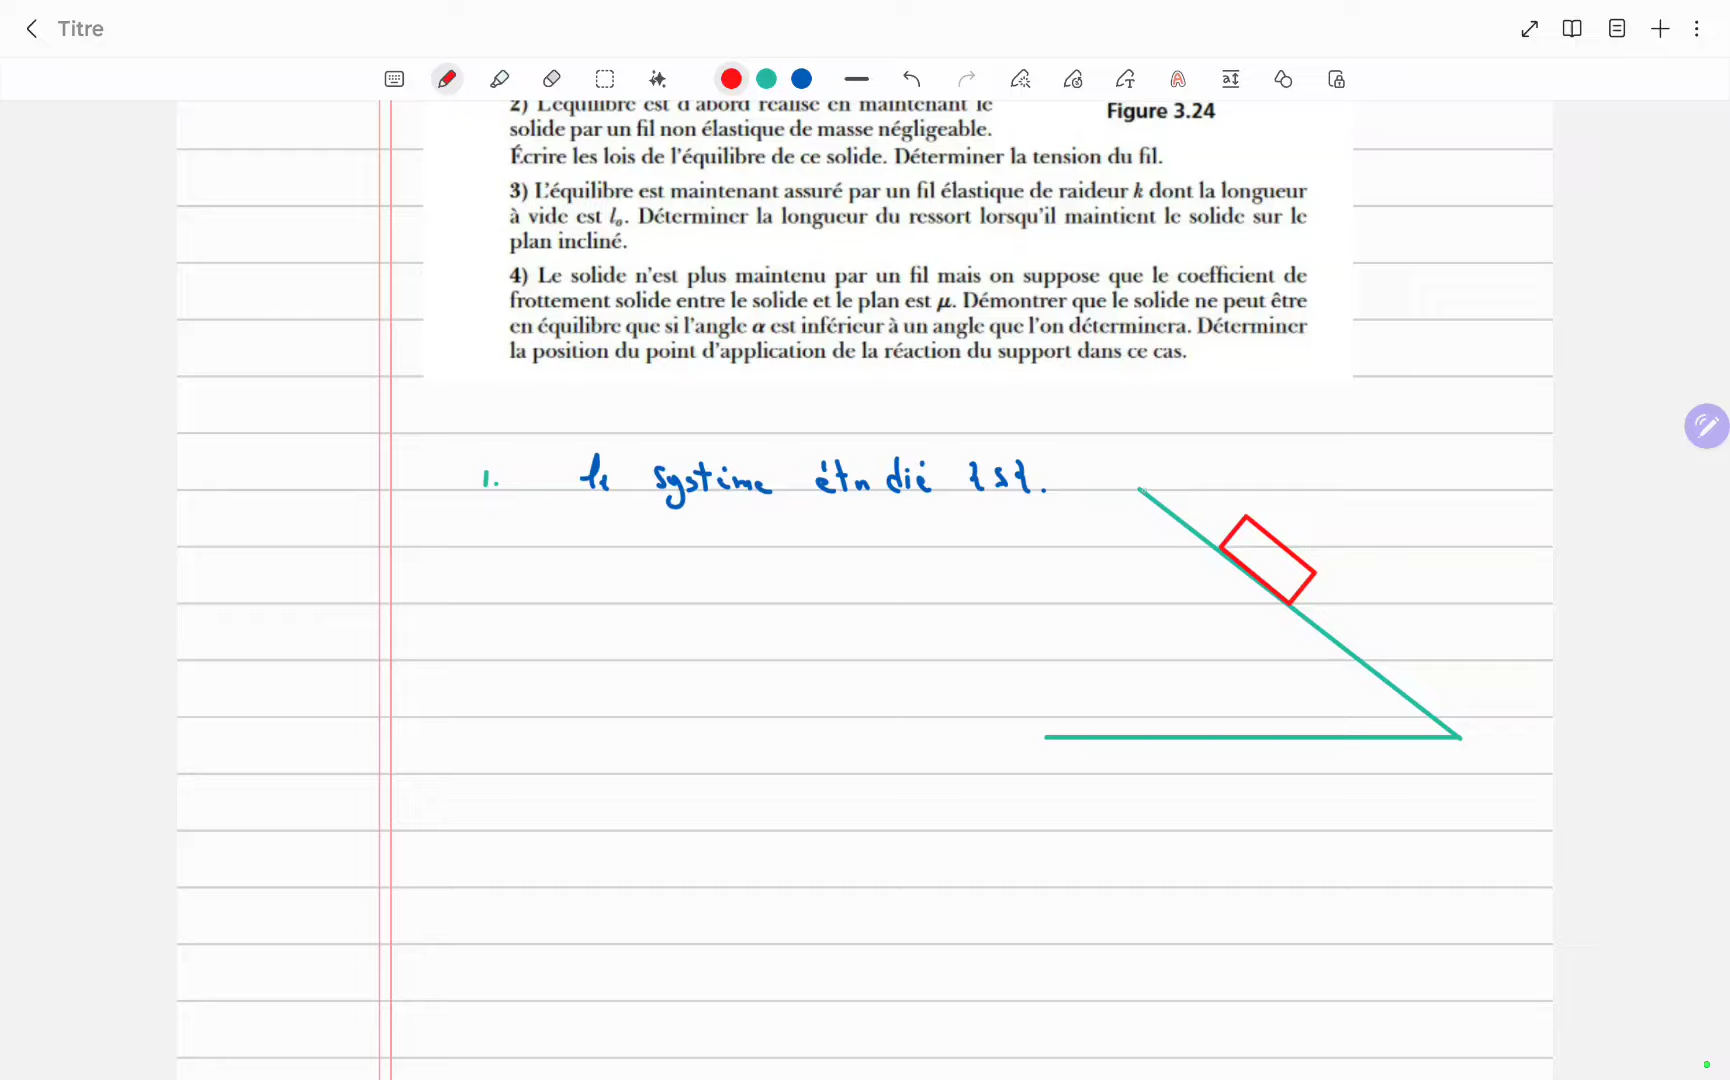 Titre
2) L'équilibre est d'abord réalisé en maintenant le
Figure 3.24
solide par un fil non élastique de masse négligeable.
Écrire les lois de l'équilibre de ce solide. Déterminer la tension du fil.
3) L'équilibre est maintenant assuré par un fil élastique de raideur k dont la longueur
à vide est l₀. Déterminer la longueur du ressort lorsqu'il maintient le solide sur le
plan incliné.
4) Le solide n'est plus maintenu par un fil mais on suppose que le coefficient de
frottement solide entre le solide et le plan est μ. Démontrer que le solide ne peut être
en équilibre que si l'angle α est inférieur à un angle que l'on déterminera. Déterminer
la position du point d'application de la réaction du support dans ce cas.
1. le système étudié {S}.